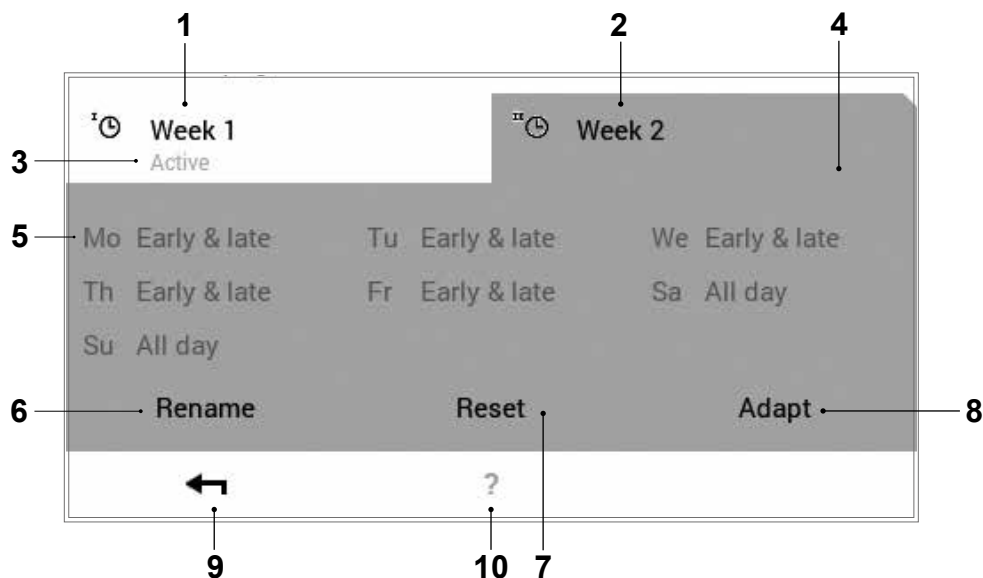 1 2 4
I Week 1 II Week 2
3 Active
5 Mo Early & late Tu Early & late We Early & late
Th Early & late Fr Early & late Sa All day
Su All day
6 Rename Reset Adapt 8
?
9 10 7